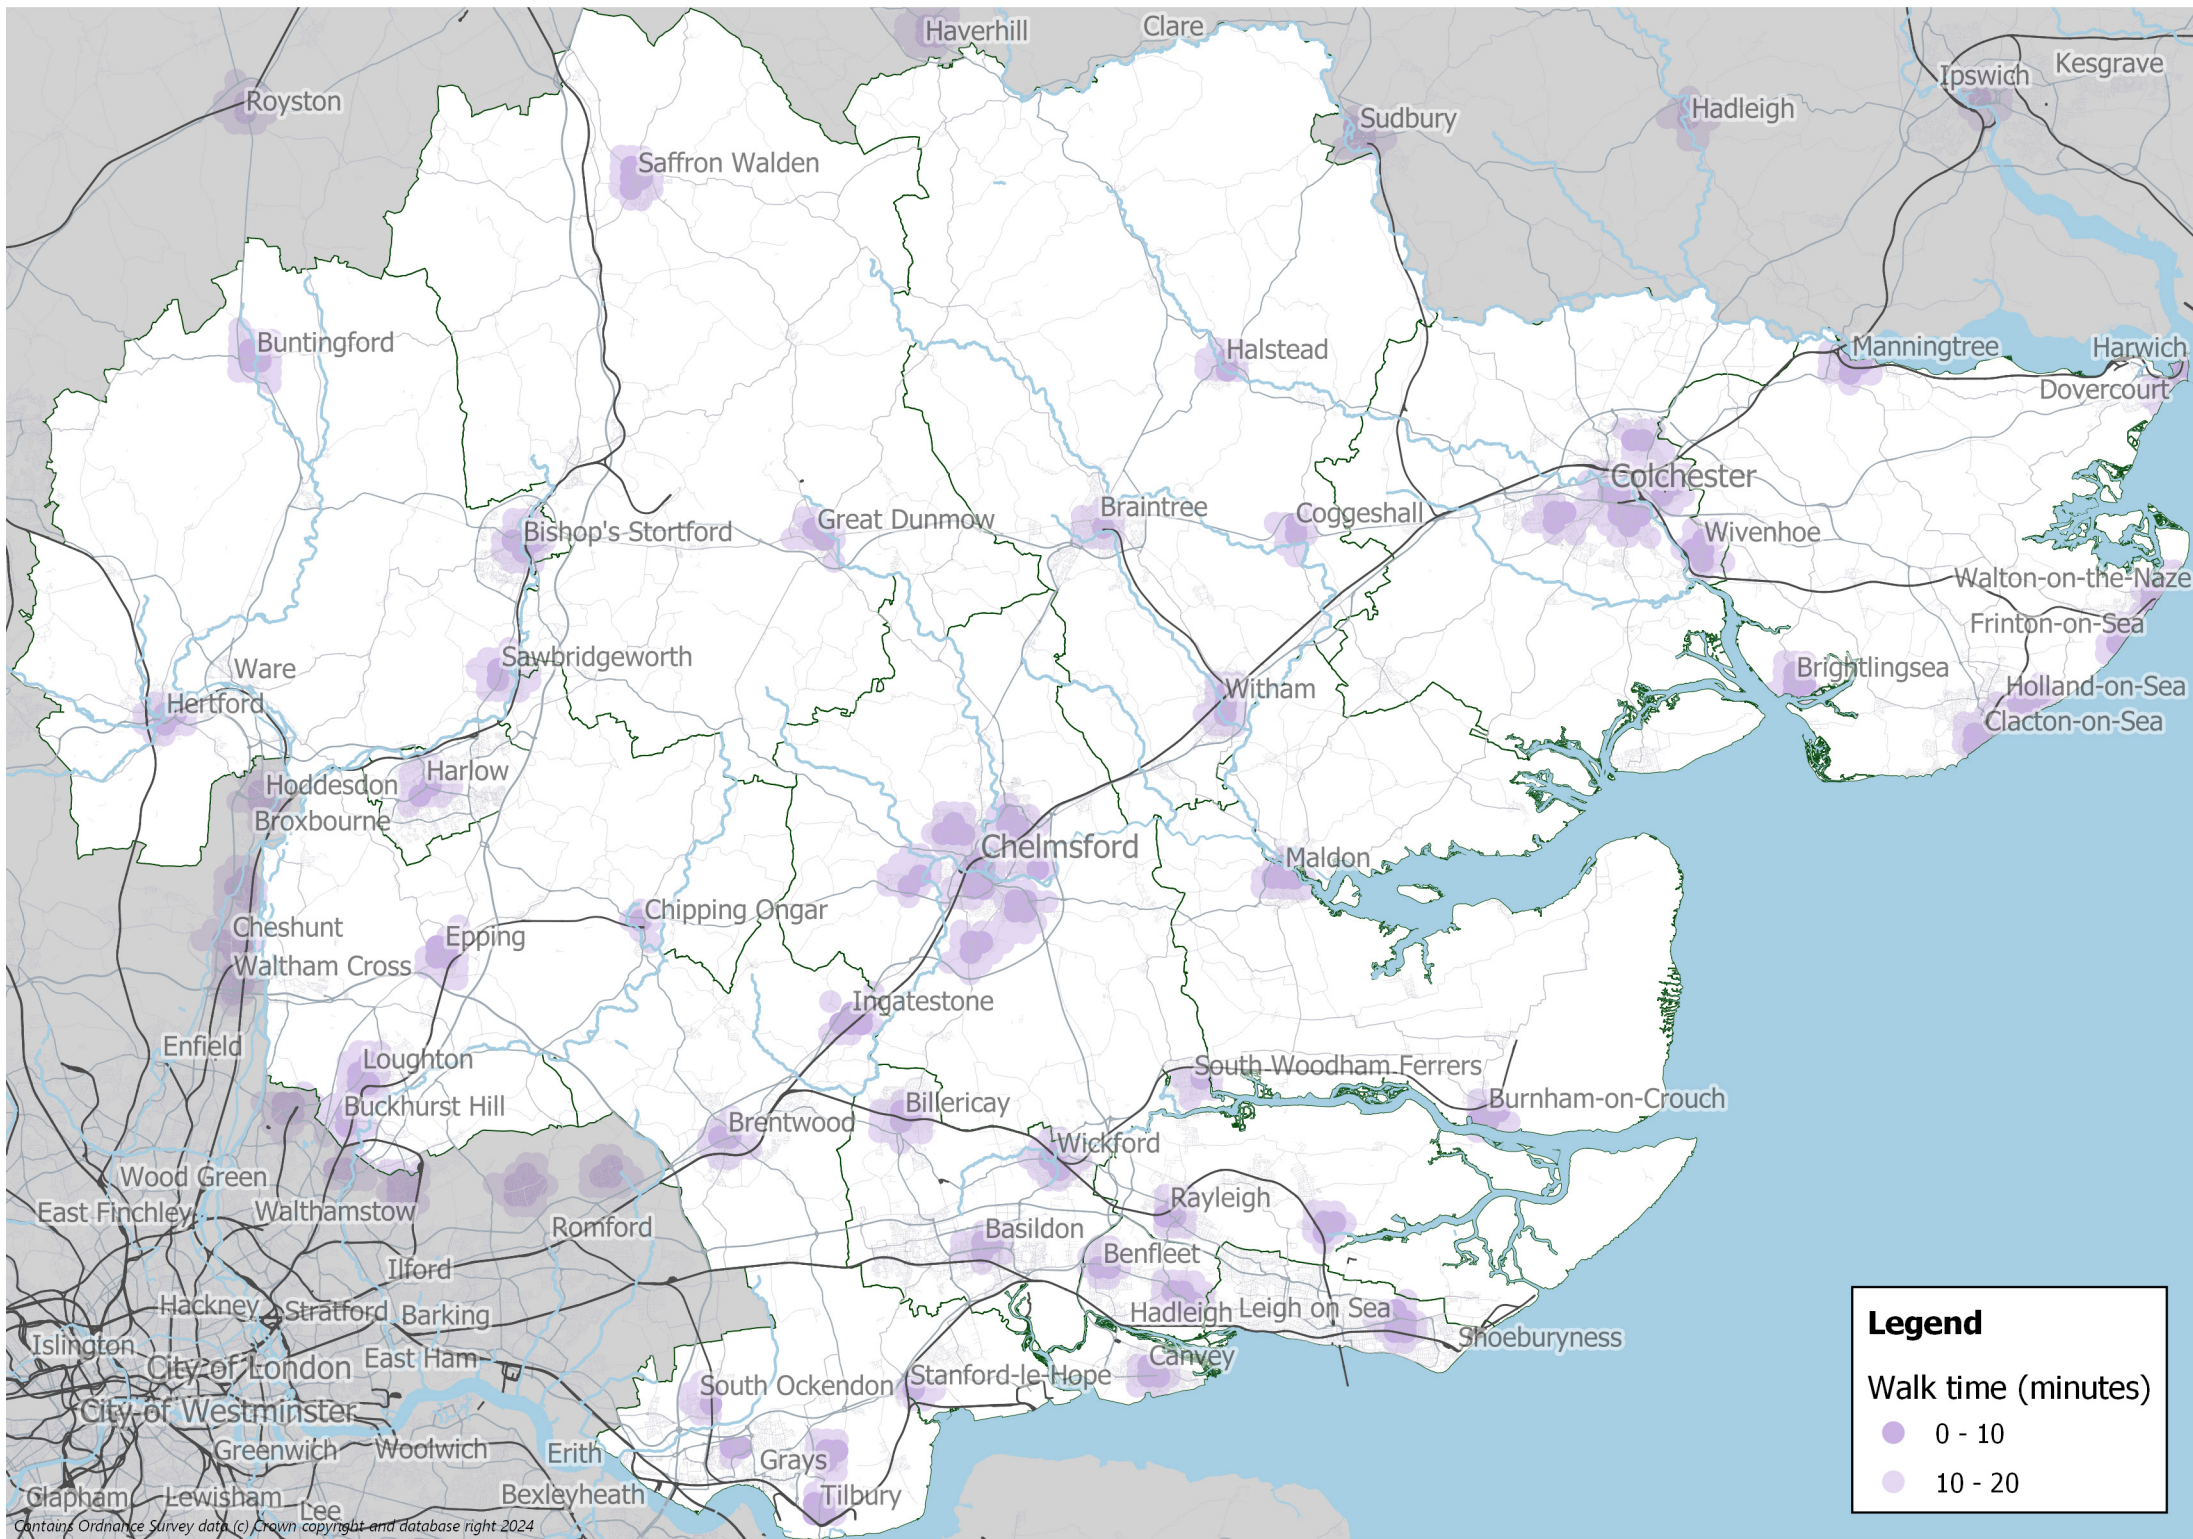 Haverhill
Clare
Ipswich
Kesgrave
Royston
Sudbury
Hadleigh
Saffron Walden
Buntingford
Halstead
Manningtree
Harwich
Dovercourt
Colchester
Bishop's Stortford
Great Dunmow
Braintree
Coggeshall
Wivenhoe
Walton-on-the-Naze
Frinton-on-Sea
Ware
Sawbridgeworth
Hertford
Witham
Brightlingsea
Holland-on-Sea
Clacton-on-Sea
Hoddesdon
Harlow
Broxbourne
Chelmsford
Maldon
Cheshunt
Epping
Chipping Ongar
Waltham Cross
Ingatestone
Enfield
Loughton
South Woodham Ferrers
Buckhurst Hill
Brentwood
Billericay
Burnham-on-Crouch
Wickford
Wood Green
East Finchley
Walthamstow
Romford
Rayleigh
Basildon
Benfleet
Ilford
Hackney
Stratford
Barking
Hadleigh
Leigh on Sea
Shoeburyness
Islington
City of London
East Ham
Canvey
Stanford-le-Hope
South Ockendon
City of Westminster
Greenwich
Woolwich
Erith
Grays
Clapham
Lewisham
Lee
Bexleyheath
Tilbury
Legend
Walk time (minutes)
0 - 10
10 - 20
Contains Ordnance Survey data (c) Crown copyright and database right 2024